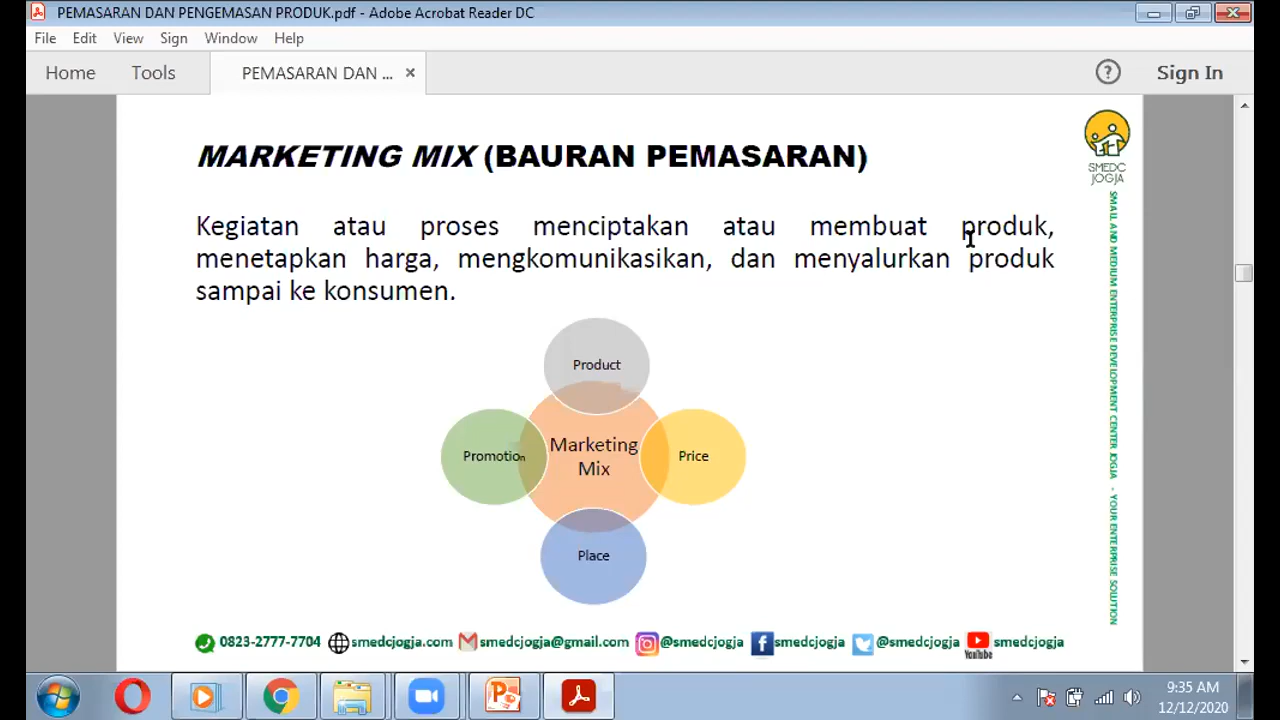 PEMASARAN DAN PENGEMASAN PRODUK.pdf - Adobe Acrobat Reader DC
File Edit View Sign Window Help
Home Tools PEMASARAN DAN ... × ? Sign In
MARKETING MIX (BAURAN PEMASARAN)
SMEDC
JOGJA
Kegiatan atau proses menciptakan atau membuat produk,
menetapkan harga, mengkomunikasikan, dan menyalurkan produk
sampai ke konsumen.
Product
Promotion
Marketing
Mix
Price
Place
SMALL AND MEDIUM ENTERPRISE DEVELOPMENT CENTER JOGJA - YOUR ENTERPRISE SOLUTION
0823-2777-7704 smedcjogja.com smedcjogja@gmail.com @smedcjogja smedcjogja @smedcjogja YouTube smedcjogja
9:35 AM
12/12/2020